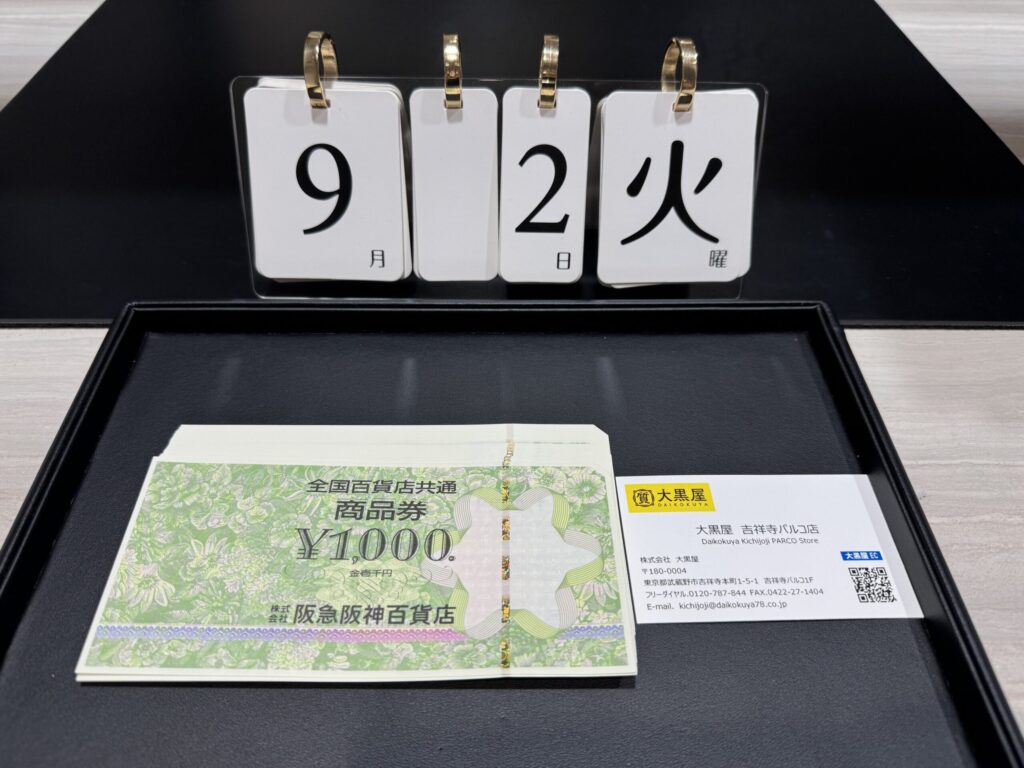 9月
2日
火曜
全国百貨店共通
商品券
¥1,000.
金壱千円
株式会社 阪急阪神百貨店
質 大黒屋
DAIKOKUYA
大黒屋 吉祥寺パルコ店
Daikokuya Kichijoji PARCO Store
株式会社 大黒屋
〒180-0004
東京都武蔵野市吉祥寺本町1-5-1 吉祥寺パルコ1F
フリーダイヤル.0120-787-844 FAX.0422-27-1404
E-mail. kichijoji@daikokuya78.co.jp
大黒屋 EC